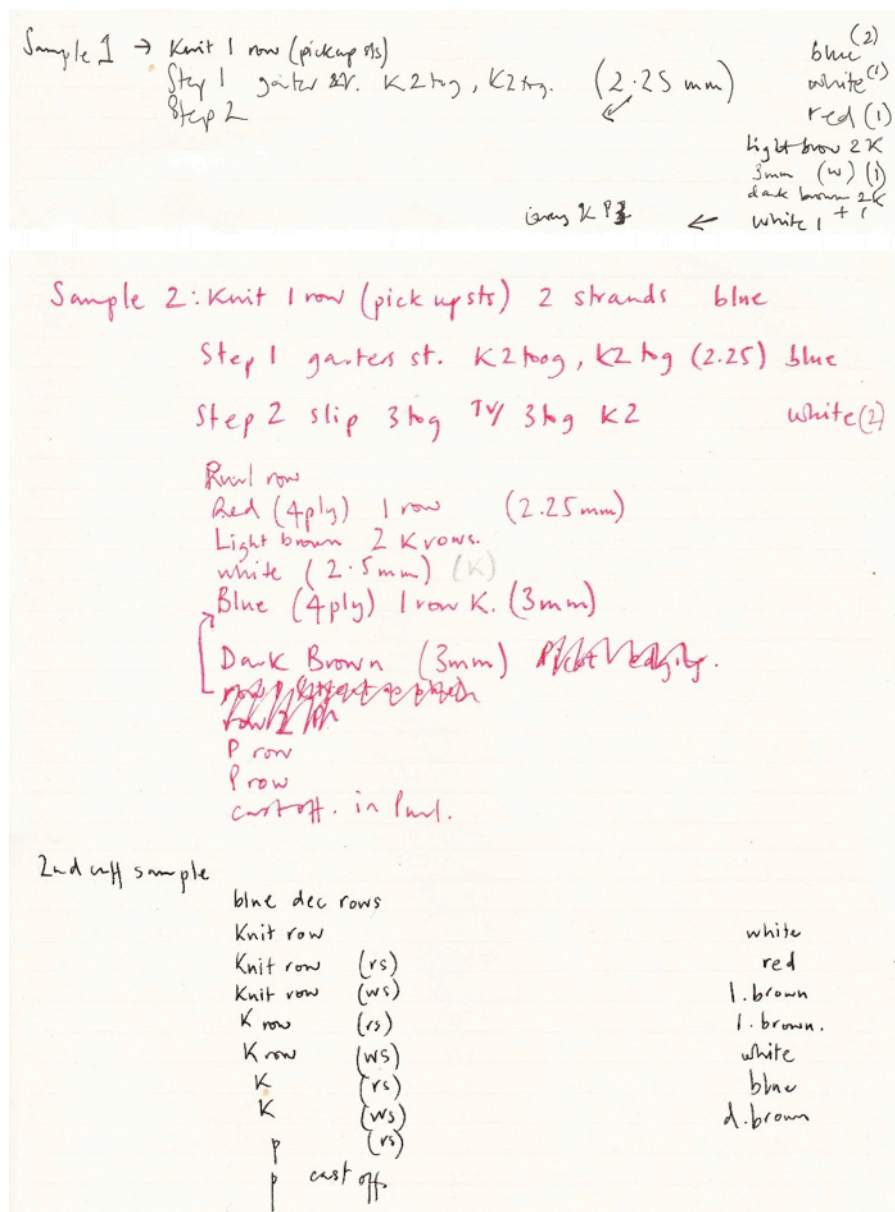 Sample 1 → Knit 1 row (pickup sts) blue (2)
Step 1 garter st. K2tog, K2tog. (2.25 mm) white (1)
Step 2 ↙ red (1)
Light brow 2K
3mm (w) (1)
dark brown 2K
2K P ← white 1 + 1
Sample 2: Knit 1 row (pick up sts) 2 strands blue
Step 1 garters st. K2toog, K2tog (2.25) blue
Step 2 slip 3tog 3tog K2 white (2)
Purl row
Red (4ply) 1 row (2.25mm)
Light brown 2 K rows.
white (2.5mm) (K)
Blue (4ply) 1 row K. (3mm)
Dark Brown (3mm) Picot edging.
P row
P row
cast off. in Purl.
2nd cuff sample
blue dec rows
Knit row white
Knit row (rs) red
Knit row (ws) l.brown
K row (rs) l.brown.
K row (ws) white
K (rs) blue
K (ws) d.brown
P (rs)
P cast off.